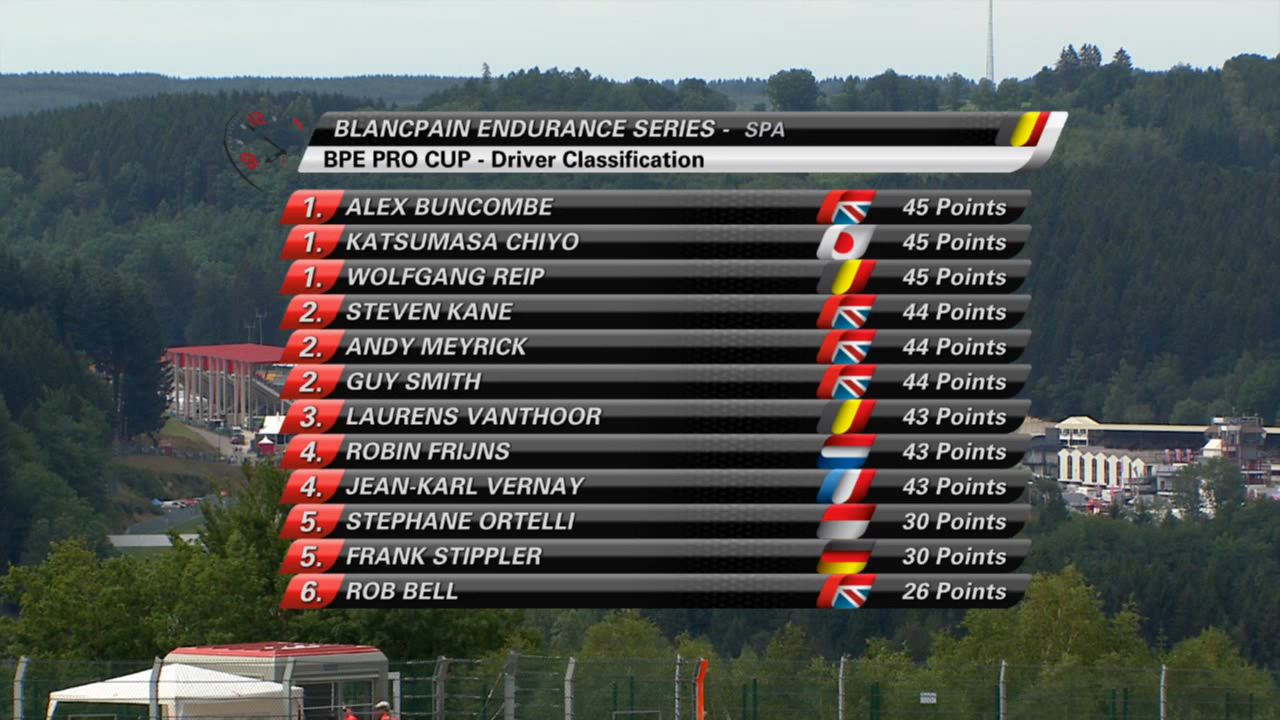 BLANCPAIN ENDURANCE SERIES - SPA
BPE PRO CUP - Driver Classification
1. ALEX BUNCOMBE 45 Points
1. KATSUMASA CHIYO 45 Points
1. WOLFGANG REIP 45 Points
2. STEVEN KANE 44 Points
2. ANDY MEYRICK 44 Points
2. GUY SMITH 44 Points
3. LAURENS VANTHOOR 43 Points
4. ROBIN FRIJNS 43 Points
4. JEAN-KARL VERNAY 43 Points
5. STEPHANE ORTELLI 30 Points
5. FRANK STIPPLER 30 Points
6. ROB BELL 26 Points